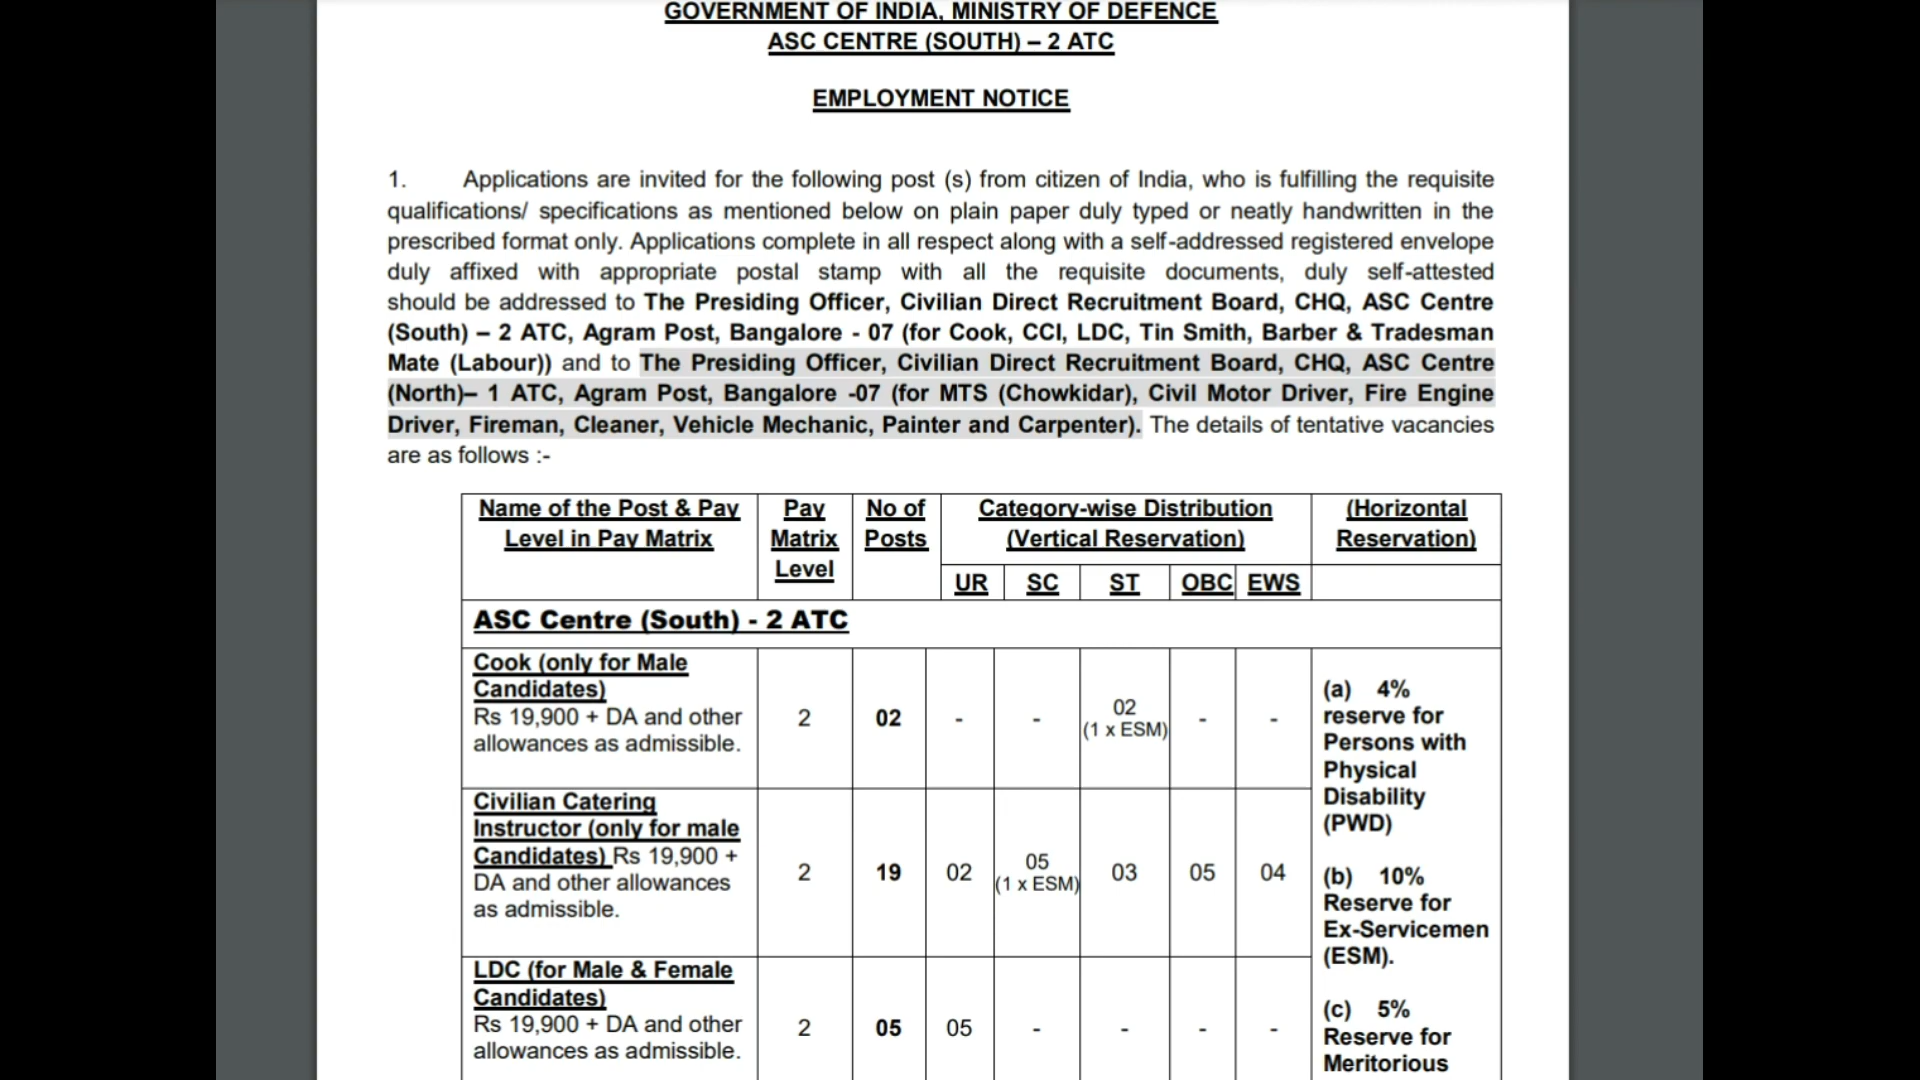 GOVERNMENT OF INDIA, MINISTRY OF DEFENCE
ASC CENTRE (SOUTH) – 2 ATC
EMPLOYMENT NOTICE
1. Applications are invited for the following post (s) from citizen of India, who is fulfilling the requisite
qualifications/ specifications as mentioned below on plain paper duly typed or neatly handwritten in the
prescribed format only. Applications complete in all respect along with a self-addressed registered envelope
duly affixed with appropriate postal stamp with all the requisite documents, duly self-attested
should be addressed to The Presiding Officer, Civilian Direct Recruitment Board, CHQ, ASC Centre
(South) – 2 ATC, Agram Post, Bangalore - 07 (for Cook, CCI, LDC, Tin Smith, Barber & Tradesman
Mate (Labour)) and to The Presiding Officer, Civilian Direct Recruitment Board, CHQ, ASC Centre
(North)– 1 ATC, Agram Post, Bangalore -07 (for MTS (Chowkidar), Civil Motor Driver, Fire Engine
Driver, Fireman, Cleaner, Vehicle Mechanic, Painter and Carpenter). The details of tentative vacancies
are as follows :-
Name of the Post & Pay Level in Pay Matrix
Pay Matrix Level
No of Posts
Category-wise Distribution (Vertical Reservation)
(Horizontal Reservation)
UR SC ST OBC EWS
ASC Centre (South) - 2 ATC
Cook (only for Male
Candidates)
Rs 19,900 + DA and other
allowances as admissible.
2 02 - - 02 (1 x ESM) - -
Civilian Catering
Instructor (only for male
Candidates) Rs 19,900 +
DA and other allowances
as admissible.
2 19 02 05 (1 x ESM) 03 05 04
LDC (for Male & Female
Candidates)
Rs 19,900 + DA and other
allowances as admissible.
2 05 05 - - - -
(a) 4%
reserve for
Persons with
Physical
Disability
(PWD)
(b) 10%
Reserve for
Ex-Servicemen
(ESM).
(c) 5%
Reserve for
Meritorious